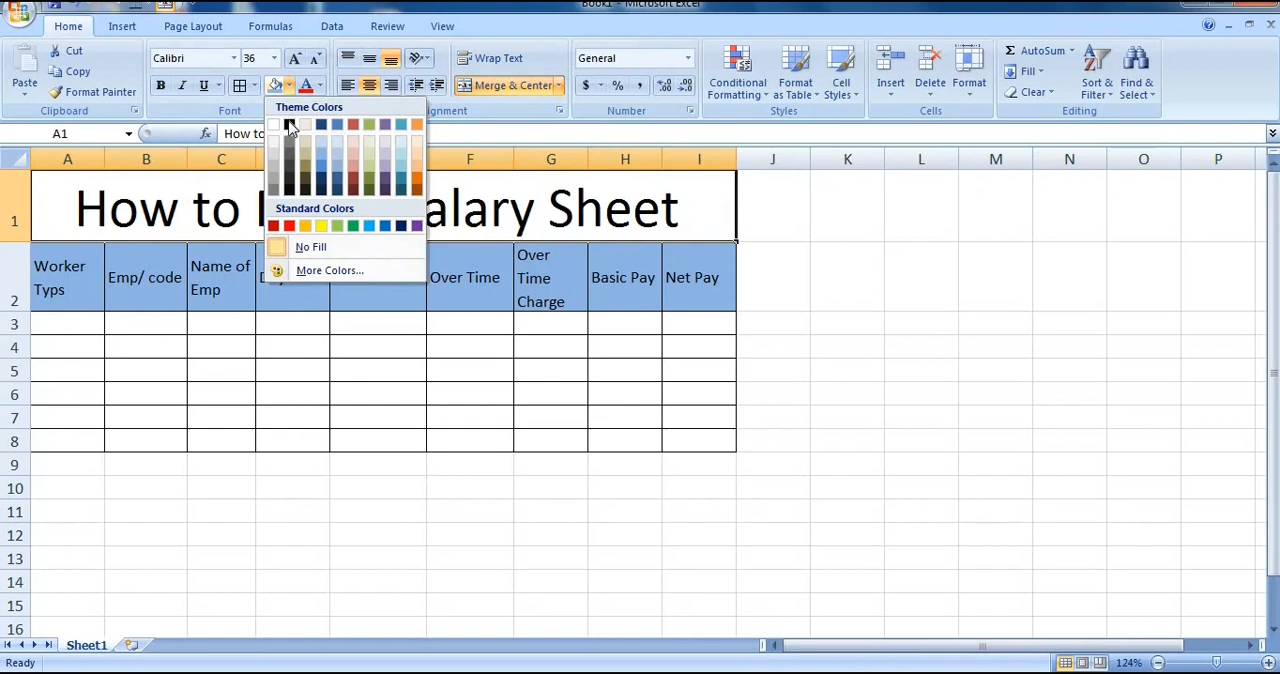 Book1 - Microsoft Excel
Home Insert Page Layout Formulas Data Review View
Paste
Cut
Copy
Format Painter
Clipboard
Calibri 36
B I U
Font
Wrap Text
Merge & Center
lignment
General
$ % ,
Number
Conditional Formatting
Format as Table
Cell Styles
Styles
Insert
Delete
Format
Cells
AutoSum
Fill
Clear
Sort & Filter
Find & Select
Editing
A1 fx How to
Theme Colors
Standard Colors
No Fill
More Colors...
A B C F G H I J K L M N O P
1 How to alary Sheet
2 Worker Typs Emp/ code Name of Emp Over Time Over Time Charge Basic Pay Net Pay
3
4
5
6
7
8
9
10
11
12
13
14
15
16
Sheet1
Ready 124%